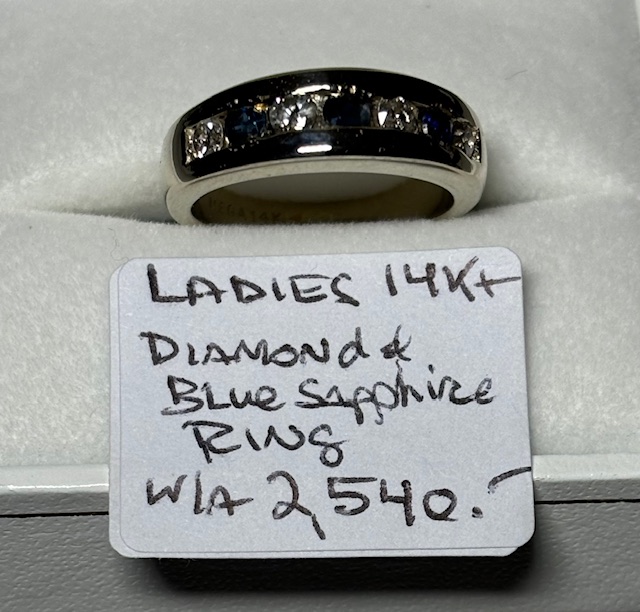 LADIES 14Kt
DIAMOND &
BLUE SAPPHIRE
RING
W/A 2,540.-